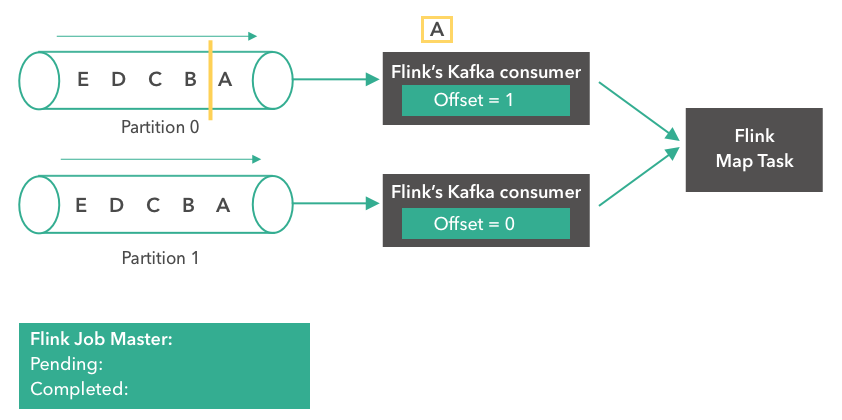 A
E D C B A
Partition 0
Flink's Kafka consumer
Offset = 1
Flink
Map Task
E D C B A
Partition 1
Flink's Kafka consumer
Offset = 0
Flink Job Master:
Pending:
Completed: